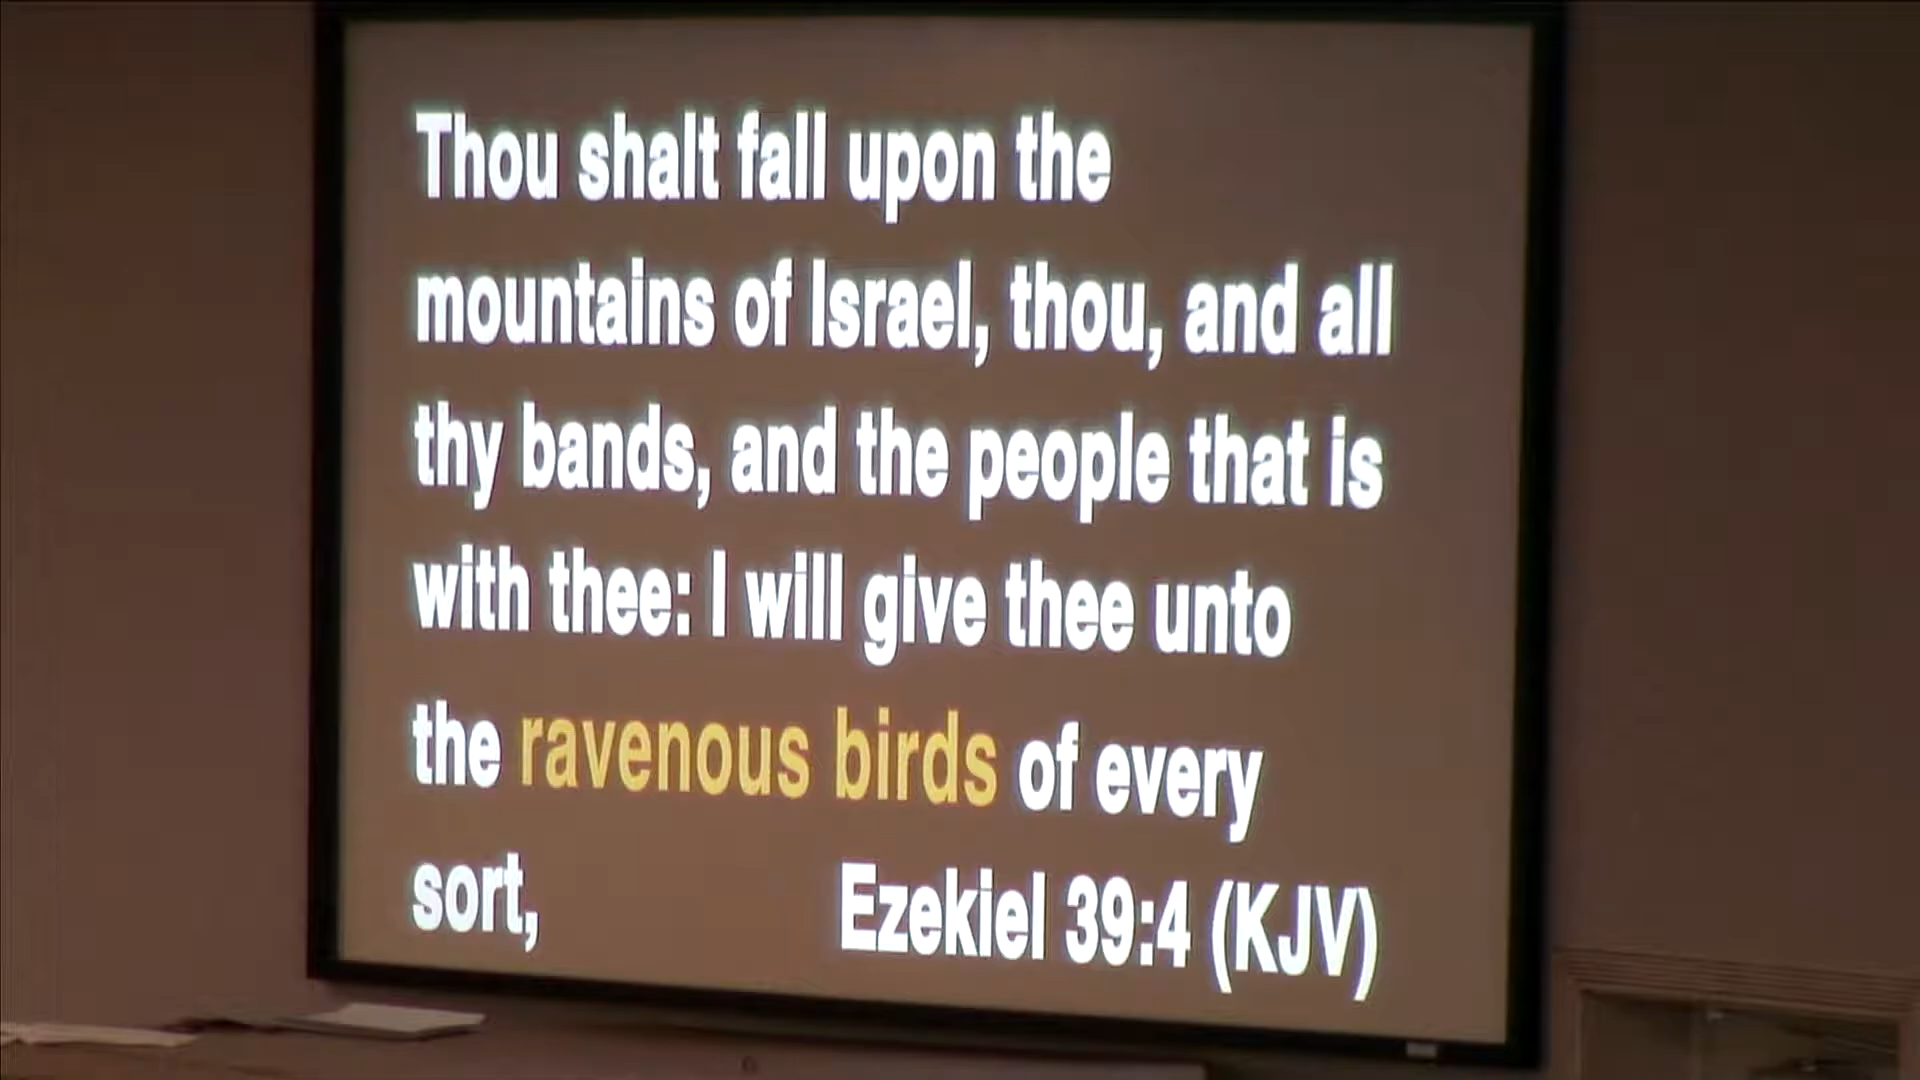 Thou shalt fall upon the
mountains of Israel, thou, and all
thy bands, and the people that is
with thee: I will give thee unto
the ravenous birds of every
sort, Ezekiel 39:4 (KJV)